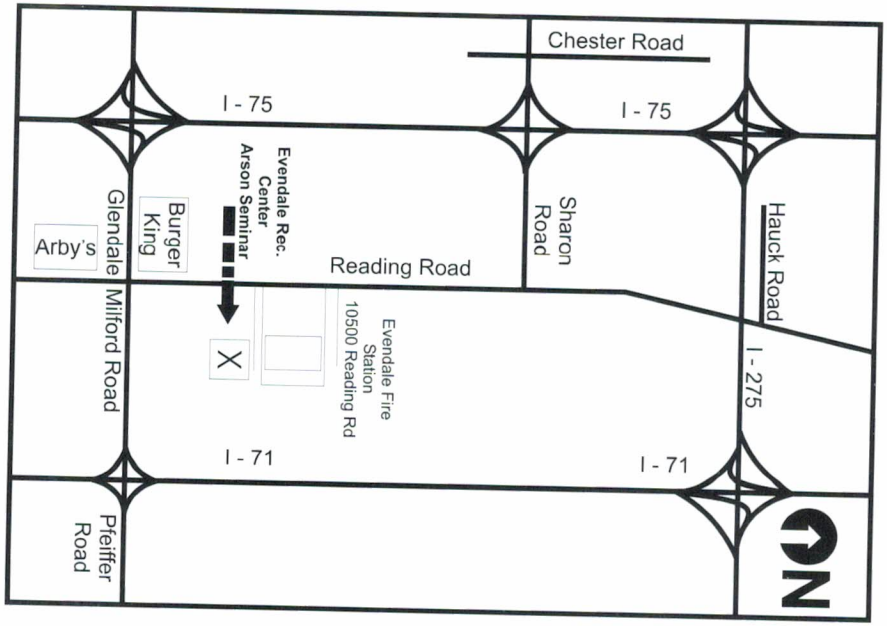 Chester Road
I - 75
I - 75
Evendale Rec.
Center
Arson Seminar
Sharon
Road
Hauck Road
Burger
King
Arby's
Glendale Milford Road
Reading Road
X
Evendale Fire
Station
10500 Reading Rd
I - 275
I - 71
I - 71
Pfeiffer
Road
N